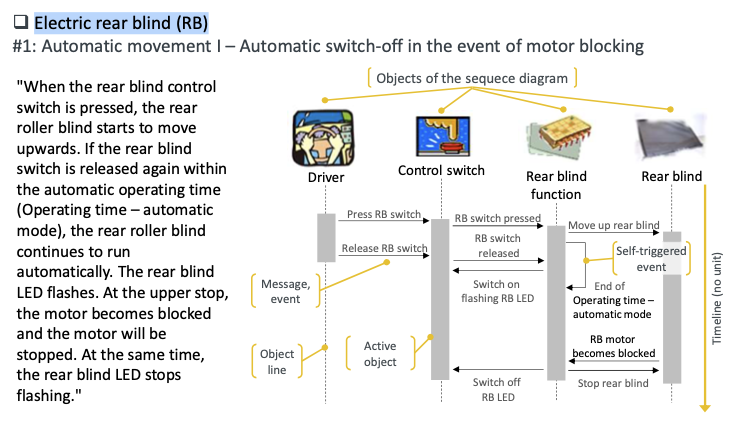 ❑ Electric rear blind (RB)
#1: Automatic movement I – Automatic switch-off in the event of motor blocking
"When the rear blind control
switch is pressed, the rear
roller blind starts to move
upwards. If the rear blind
switch is released again within
the automatic operating time
(Operating time – automatic
mode), the rear roller blind
continues to run
automatically. The rear blind
LED flashes. At the upper stop,
the motor becomes blocked
and the motor will be
stopped. At the same time,
the rear blind LED stops
flashing."
Objects of the sequece diagram
Driver
Control switch
Rear blind
function
Rear blind
Press RB switch
RB switch pressed
Move up rear blind
Release RB switch
RB switch
released
Self-triggered
event
Message,
event
Switch on
flashing RB LED
End of
Operating time –
automatic mode
Object
line
Active
object
RB motor
becomes blocked
Switch off
RB LED
Stop rear blind
Timeline (no unit)